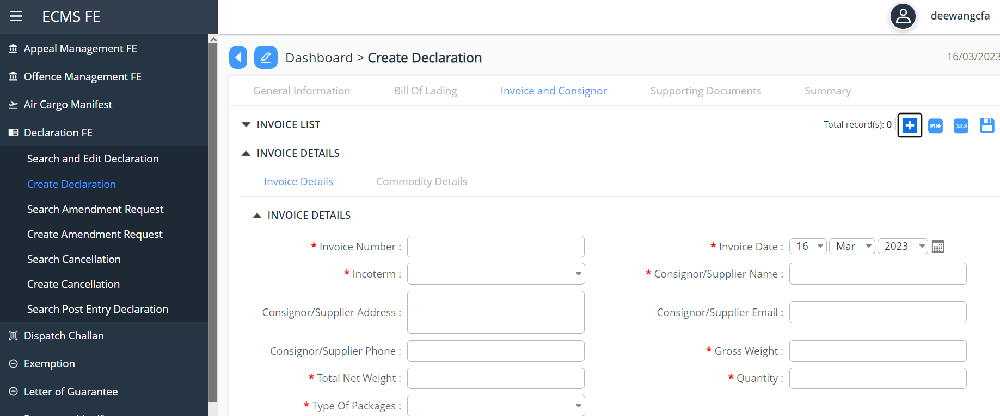 ECMS FE
deewangcfa
Appeal Management FE
Offence Management FE
Air Cargo Manifest
Declaration FE
Search and Edit Declaration
Create Declaration
Search Amendment Request
Create Amendment Request
Search Cancellation
Create Cancellation
Search Post Entry Declaration
Dispatch Challan
Exemption
Letter of Guarantee
Dashboard > Create Declaration
16/03/2023
General Information Bill Of Lading Invoice and Consignor Supporting Documents Summary
INVOICE LIST
Total record(s): 0 PDF XLS
INVOICE DETAILS
Invoice Details Commodity Details
INVOICE DETAILS
* Invoice Number : * Invoice Date : 16 Mar 2023
* Incoterm : * Consignor/Supplier Name :
Consignor/Supplier Address : Consignor/Supplier Email :
Consignor/Supplier Phone : * Gross Weight :
* Total Net Weight : * Quantity :
* Type Of Packages :